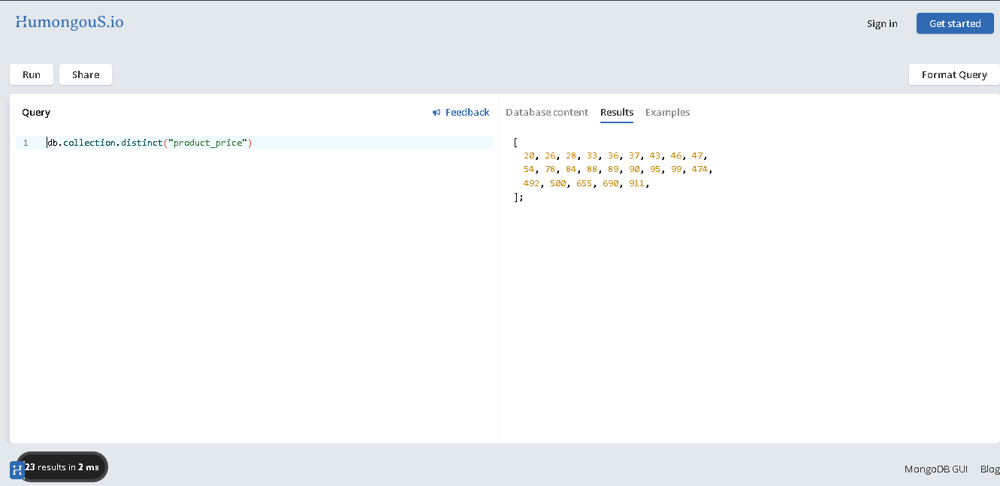 HumongouS.io
Sign in
Get started
Run
Share
Format Query
Query
Feedback
Database content
Results
Examples
1
db.collection.distinct("product_price")
[
20, 26, 28, 33, 36, 37, 43, 46, 47,
54, 78, 84, 88, 89, 90, 95, 99, 474,
492, 500, 655, 690, 911,
];
H
23 results in 2 ms
MongoDB GUI
Blog